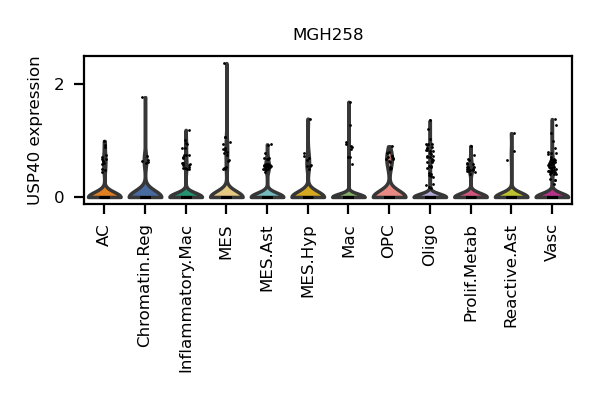 MGH258
USP40 expression
2
0
AC
Chromatin.Reg
Inflammatory.Mac
MES
MES.Ast
MES.Hyp
Mac
OPC
Oligo
Prolif.Metab
Reactive.Ast
Vasc